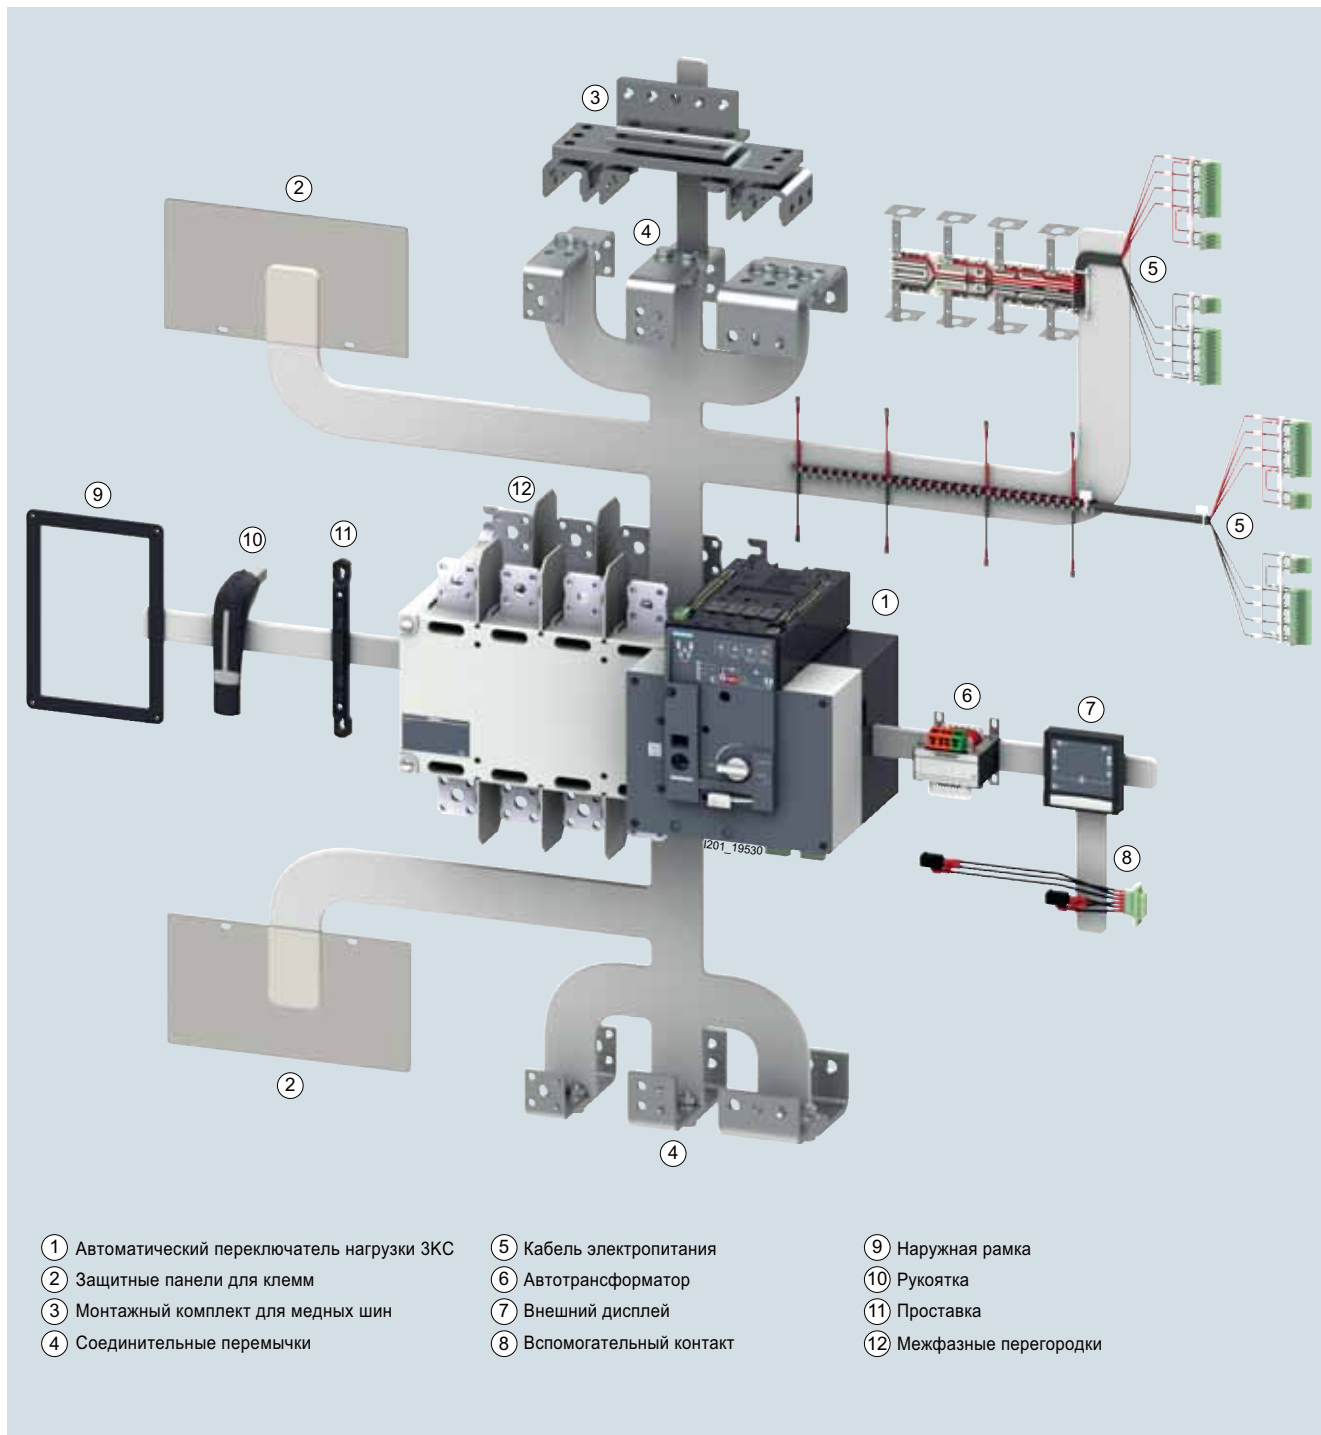 3
2
4
5
9
12
10
11
5
1
6
7
I201_19530
8
2
4
1 Автоматический переключатель нагрузки 3КС
2 Защитные панели для клемм
3 Монтажный комплект для медных шин
4 Соединительные перемычки
5 Кабель электропитания
6 Автотрансформатор
7 Внешний дисплей
8 Вспомогательный контакт
9 Наружная рамка
10 Рукоятка
11 Проставка
12 Межфазные перегородки